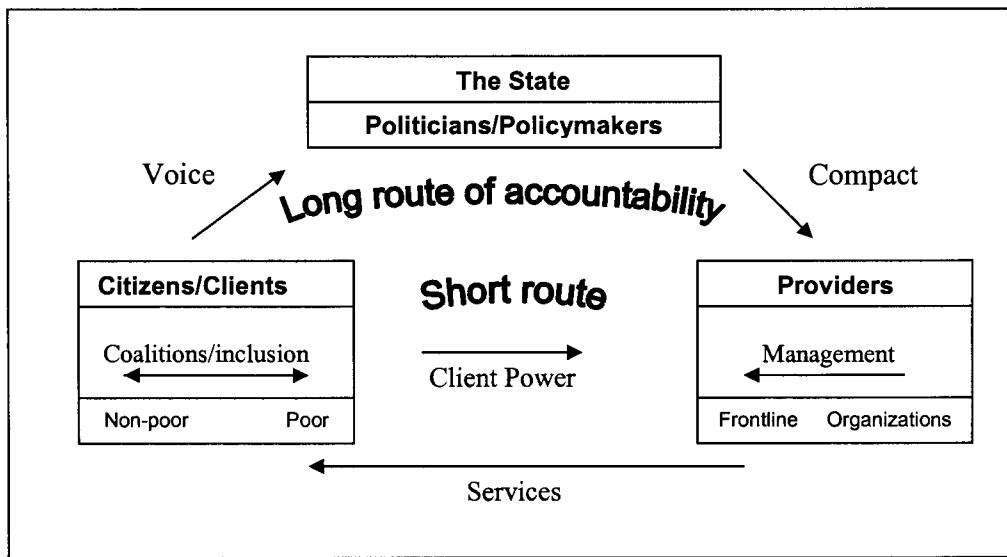 The State
Politicians/Policymakers
Voice
Compact
Long route of accountability
Citizens/Clients
Coalitions/inclusion
Non-poor Poor
Short route
Client Power
Providers
Management
Frontline Organizations
Services